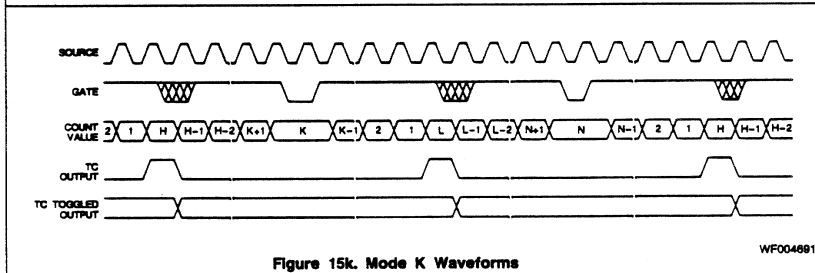 SOURCE
GATE
COUNT
VALUE
2 1 H H-1 H-2 K+1 K K-1 2 1 L L-1 L-2 N+1 N N-1 2 1 H H-1 H-2
TC
OUTPUT
TC TOGGLED
OUTPUT
WF004691
Figure 15k. Mode K Waveforms